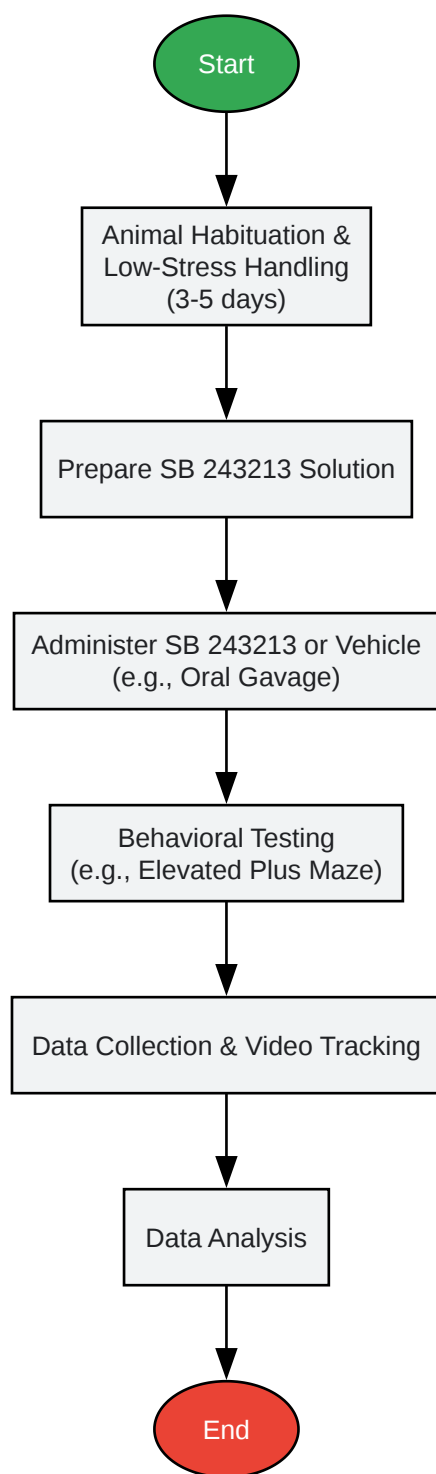 Start
Animal Habituation &
Low-Stress Handling
(3-5 days)
Prepare SB 243213 Solution
Administer SB 243213 or Vehicle
(e.g., Oral Gavage)
Behavioral Testing
(e.g., Elevated Plus Maze)
Data Collection & Video Tracking
Data Analysis
End